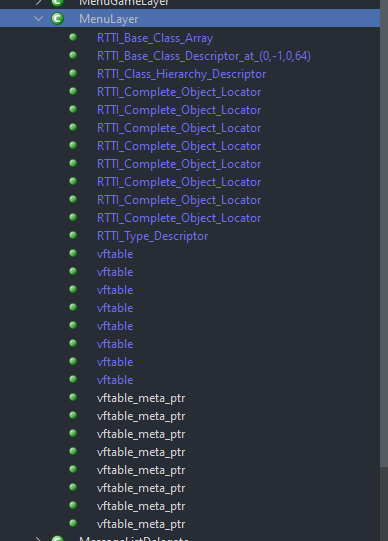 MenuGameLayer
MenuLayer
RTTI_Base_Class_Array
RTTI_Base_Class_Descriptor_at_(0,-1,0,64)
RTTI_Class_Hierarchy_Descriptor
RTTI_Complete_Object_Locator
RTTI_Complete_Object_Locator
RTTI_Complete_Object_Locator
RTTI_Complete_Object_Locator
RTTI_Complete_Object_Locator
RTTI_Complete_Object_Locator
RTTI_Complete_Object_Locator
RTTI_Complete_Object_Locator
RTTI_Type_Descriptor
vftable
vftable
vftable
vftable
vftable
vftable
vftable
vftable
vftable_meta_ptr
vftable_meta_ptr
vftable_meta_ptr
vftable_meta_ptr
vftable_meta_ptr
vftable_meta_ptr
vftable_meta_ptr
vftable_meta_ptr
MessageListDelegate